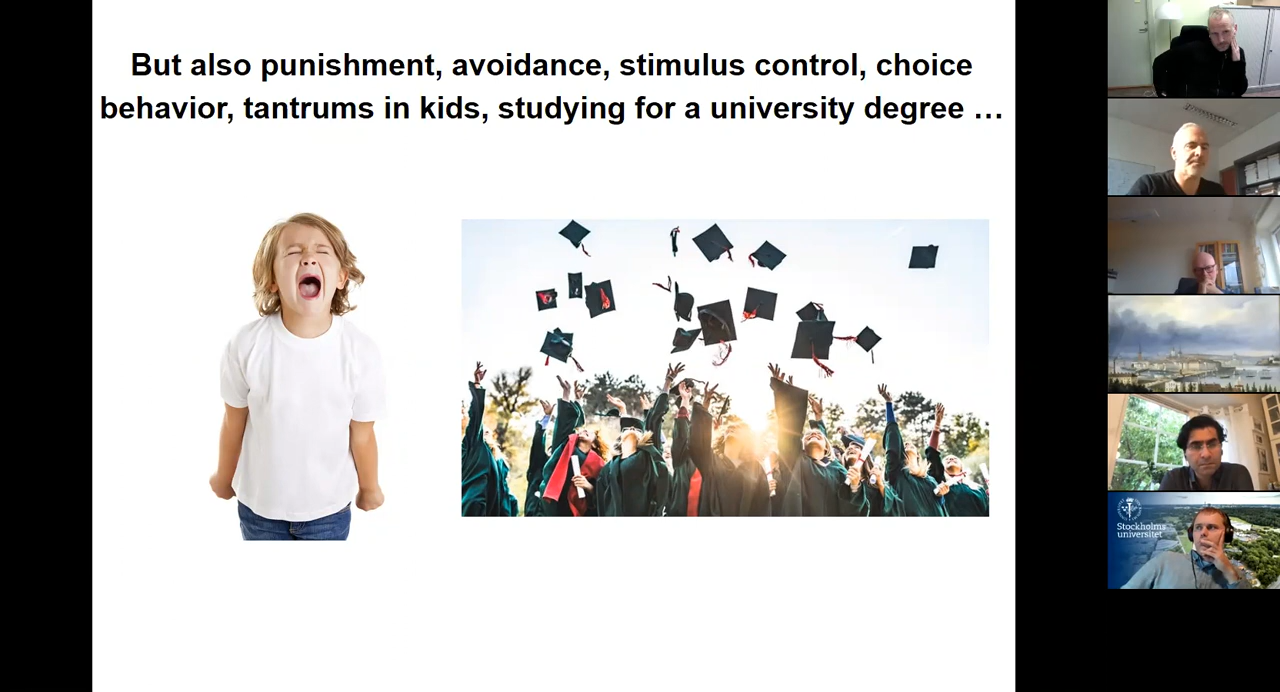 But also punishment, avoidance, stimulus control, choice
behavior, tantrums in kids, studying for a university degree …
Stockholms
universitet